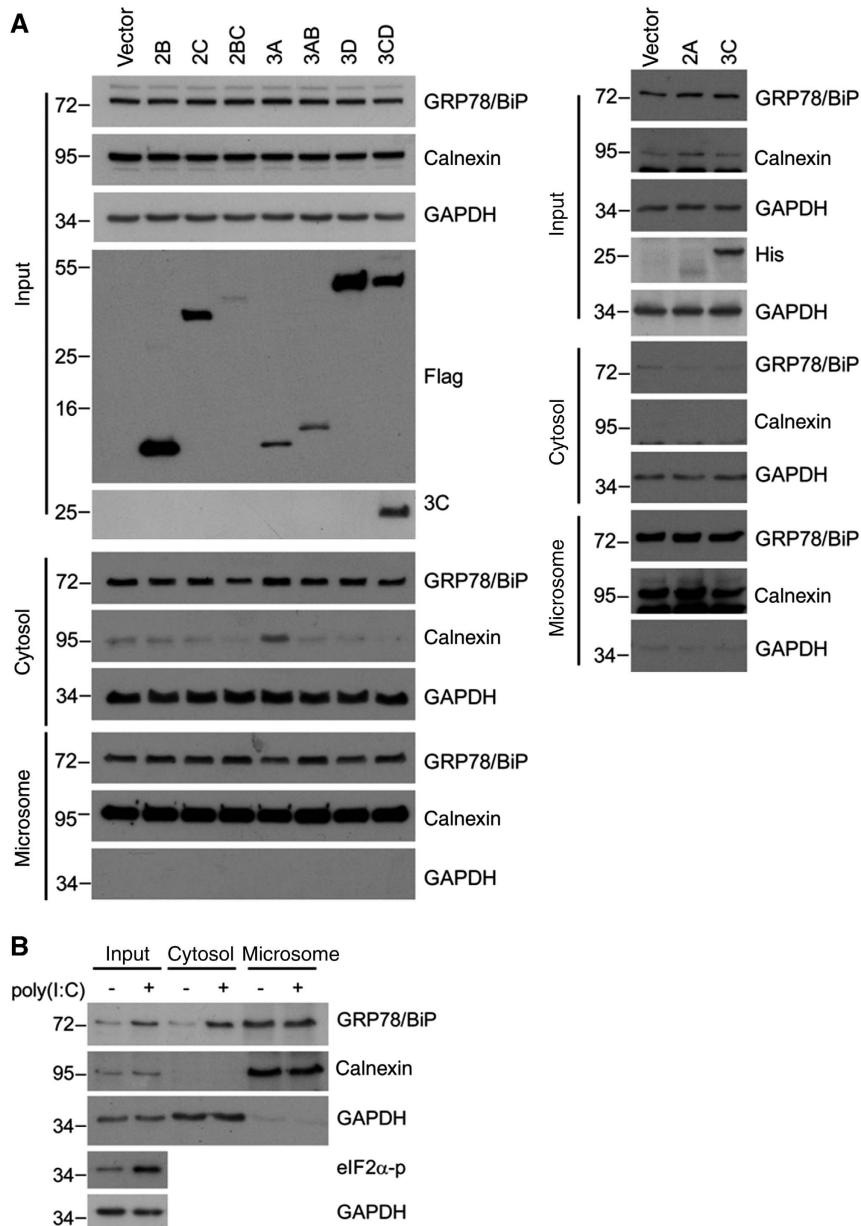 A
Vector 2B 2C 2BC 3A 3AB 3D 3CD
Input
72– GRP78/BiP
95– Calnexin
34– GAPDH
55–
25–
16–
Flag
25– 3C
Cytosol
72– GRP78/BiP
95– Calnexin
34– GAPDH
Microsome
72– GRP78/BiP
95– Calnexin
34– GAPDH
Vector 2A 3C
Input
72– GRP78/BiP
95– Calnexin
34– GAPDH
25– His
34– GAPDH
Cytosol
72– GRP78/BiP
95– Calnexin
34– GAPDH
Microsome
72– GRP78/BiP
95– Calnexin
34– GAPDH
B
Input Cytosol Microsome
poly(I:C) - + - + - +
72– GRP78/BiP
95– Calnexin
34– GAPDH
34– eIF2α-p
34– GAPDH